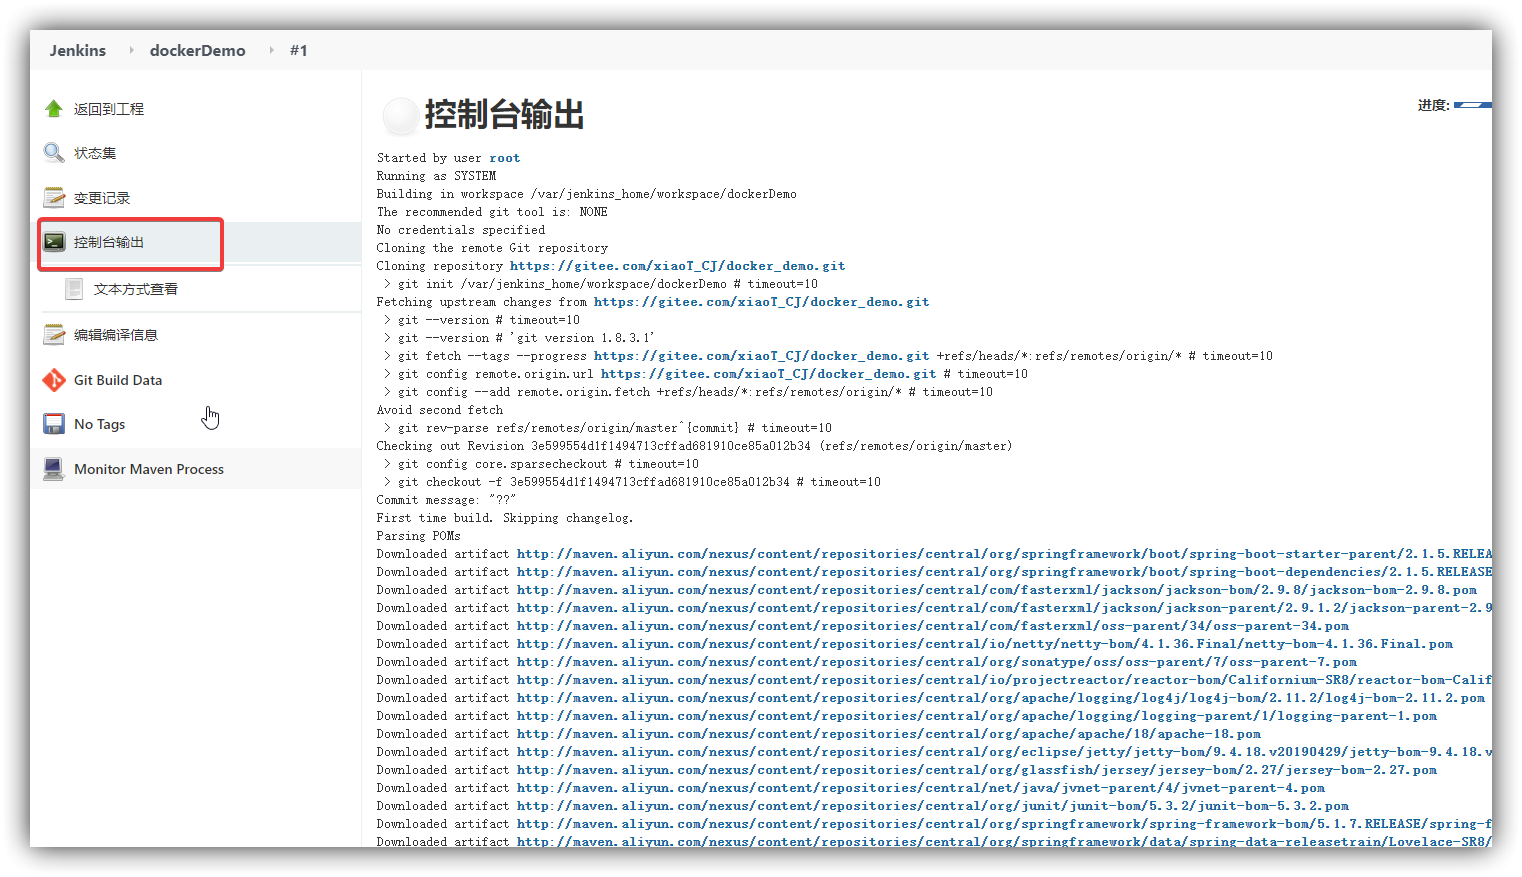 Jenkins dockerDemo #1
返回到工程
状态集
变更记录
控制台输出
文本方式查看
编辑编译信息
Git Build Data
No Tags
Monitor Maven Process
控制台输出
进度:
Started by user root
Running as SYSTEM
Building in workspace /var/jenkins_home/workspace/dockerDemo
The recommended git tool is: NONE
No credentials specified
Cloning the remote Git repository
Cloning repository https://gitee.com/xiaoT_CJ/docker_demo.git
> git init /var/jenkins_home/workspace/dockerDemo # timeout=10
Fetching upstream changes from https://gitee.com/xiaoT_CJ/docker_demo.git
> git --version # timeout=10
> git --version # 'git version 1.8.3.1'
> git fetch --tags --progress https://gitee.com/xiaoT_CJ/docker_demo.git +refs/heads/*:refs/remotes/origin/* # timeout=10
> git config remote.origin.url https://gitee.com/xiaoT_CJ/docker_demo.git # timeout=10
> git config --add remote.origin.fetch +refs/heads/*:refs/remotes/origin/* # timeout=10
Avoid second fetch
> git rev-parse refs/remotes/origin/master^{commit} # timeout=10
Checking out Revision 3e599554d1f1494713cffad681910ce85a012b34 (refs/remotes/origin/master)
> git config core.sparsecheckout # timeout=10
> git checkout -f 3e599554d1f1494713cffad681910ce85a012b34 # timeout=10
Commit message: "??"
First time build. Skipping changelog.
Parsing POMs
Downloaded artifact http://maven.aliyun.com/nexus/content/repositories/central/org/springframework/boot/spring-boot-starter-parent/2.1.5.RELEA
Downloaded artifact http://maven.aliyun.com/nexus/content/repositories/central/org/springframework/boot/spring-boot-dependencies/2.1.5.RELEASE
Downloaded artifact http://maven.aliyun.com/nexus/content/repositories/central/com/fasterxml/jackson/jackson-bom/2.9.8/jackson-bom-2.9.8.pom
Downloaded artifact http://maven.aliyun.com/nexus/content/repositories/central/com/fasterxml/jackson/jackson-parent/2.9.1.2/jackson-parent-2.9
Downloaded artifact http://maven.aliyun.com/nexus/content/repositories/central/com/fasterxml/oss-parent/34/oss-parent-34.pom
Downloaded artifact http://maven.aliyun.com/nexus/content/repositories/central/io/netty/netty-bom/4.1.36.Final/netty-bom-4.1.36.Final.pom
Downloaded artifact http://maven.aliyun.com/nexus/content/repositories/central/org/sonatype/oss/oss-parent/7/oss-parent-7.pom
Downloaded artifact http://maven.aliyun.com/nexus/content/repositories/central/io/projectreactor/reactor-bom/Californium-SR8/reactor-bom-Calif
Downloaded artifact http://maven.aliyun.com/nexus/content/repositories/central/org/apache/logging/log4j/log4j-bom/2.11.2/log4j-bom-2.11.2.pom
Downloaded artifact http://maven.aliyun.com/nexus/content/repositories/central/org/apache/logging/logging-parent/1/logging-parent-1.pom
Downloaded artifact http://maven.aliyun.com/nexus/content/repositories/central/org/apache/apache/18/apache-18.pom
Downloaded artifact http://maven.aliyun.com/nexus/content/repositories/central/org/eclipse/jetty/jetty-bom/9.4.18.v20190429/jetty-bom-9.4.18.v
Downloaded artifact http://maven.aliyun.com/nexus/content/repositories/central/org/glassfish/jersey/jersey-bom/2.27/jersey-bom-2.27.pom
Downloaded artifact http://maven.aliyun.com/nexus/content/repositories/central/net/java/jvnet-parent/4/jvnet-parent-4.pom
Downloaded artifact http://maven.aliyun.com/nexus/content/repositories/central/org/junit/junit-bom/5.3.2/junit-bom-5.3.2.pom
Downloaded artifact http://maven.aliyun.com/nexus/content/repositories/central/org/springframework/spring-framework-bom/5.1.7.RELEASE/spring-f
Downloaded artifact http://maven.aliyun.com/nexus/content/repositories/central/org/springframework/data/spring-data-releasetrain/Lovelace-SR8/